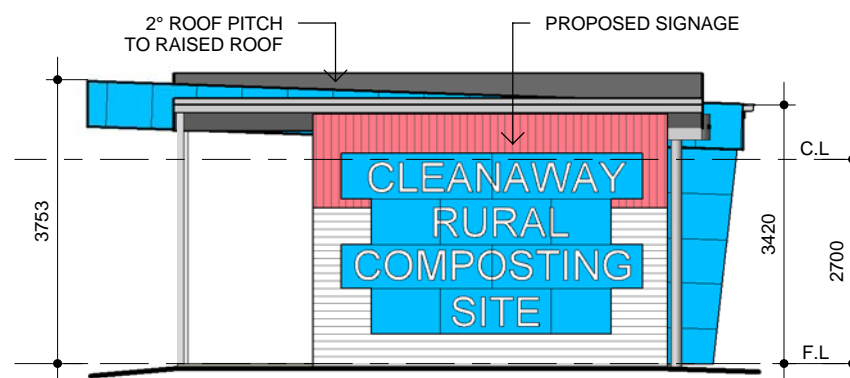 2° ROOF PITCH
TO RAISED ROOF
PROPOSED SIGNAGE
C.L
CLEANAWAY
RURAL
COMPOSTING
SITE
3753
3420
2700
F.L